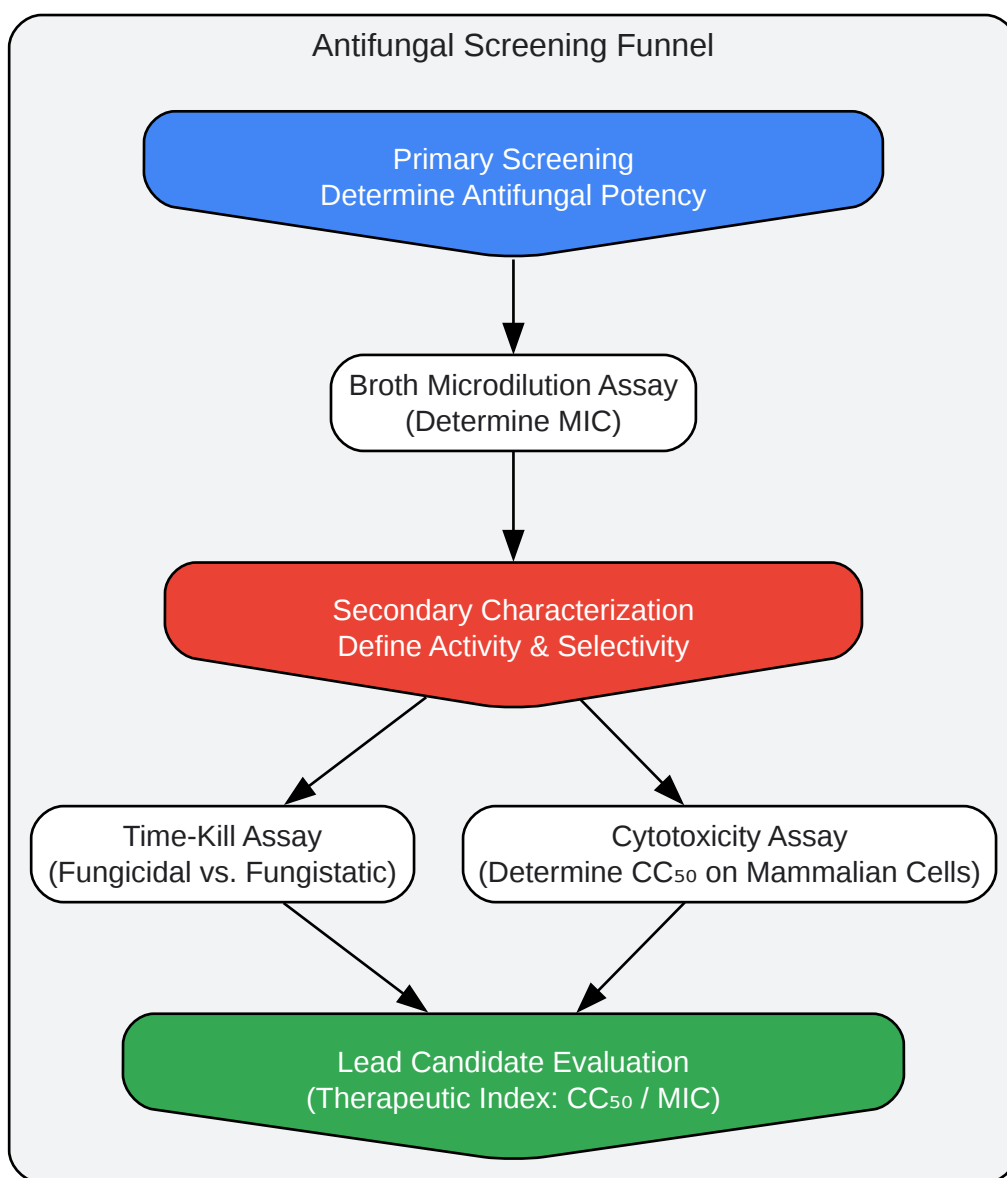 Antifungal Screening Funnel
Primary Screening
Determine Antifungal Potency
Broth Microdilution Assay
(Determine MIC)
Secondary Characterization
Define Activity & Selectivity
Time-Kill Assay
(Fungicidal vs. Fungistatic)
Cytotoxicity Assay
(Determine CC₅₀ on Mammalian Cells)
Lead Candidate Evaluation
(Therapeutic Index: CC₅₀ / MIC)